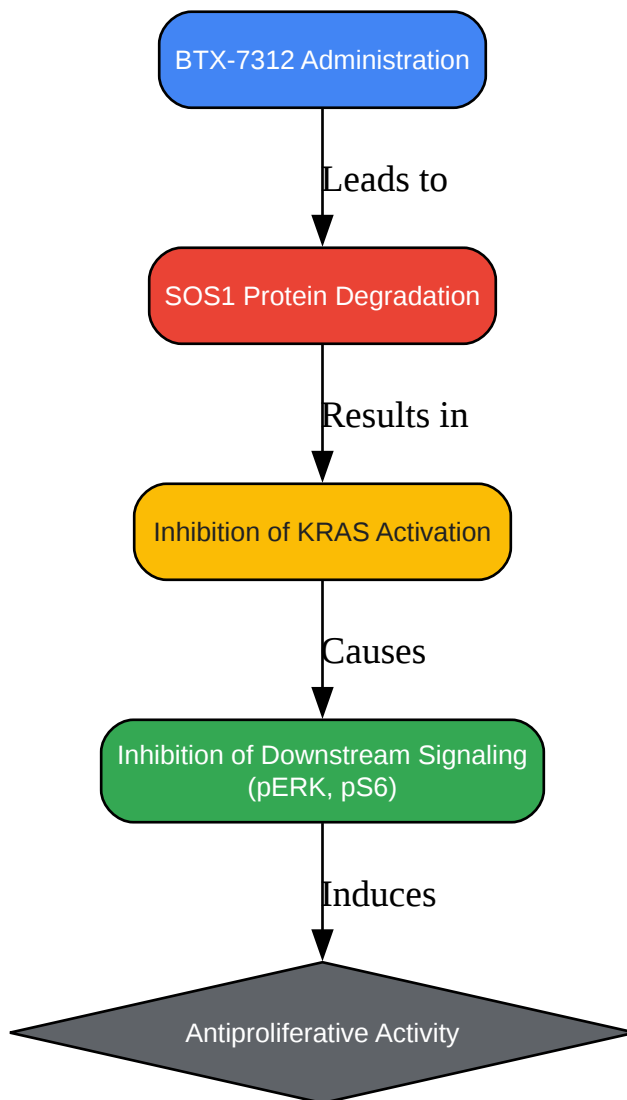 BTX-7312 Administration
Leads to
SOS1 Protein Degradation
Results in
Inhibition of KRAS Activation
Causes
Inhibition of Downstream Signaling
(pERK, pS6)
Induces
Antiproliferative Activity